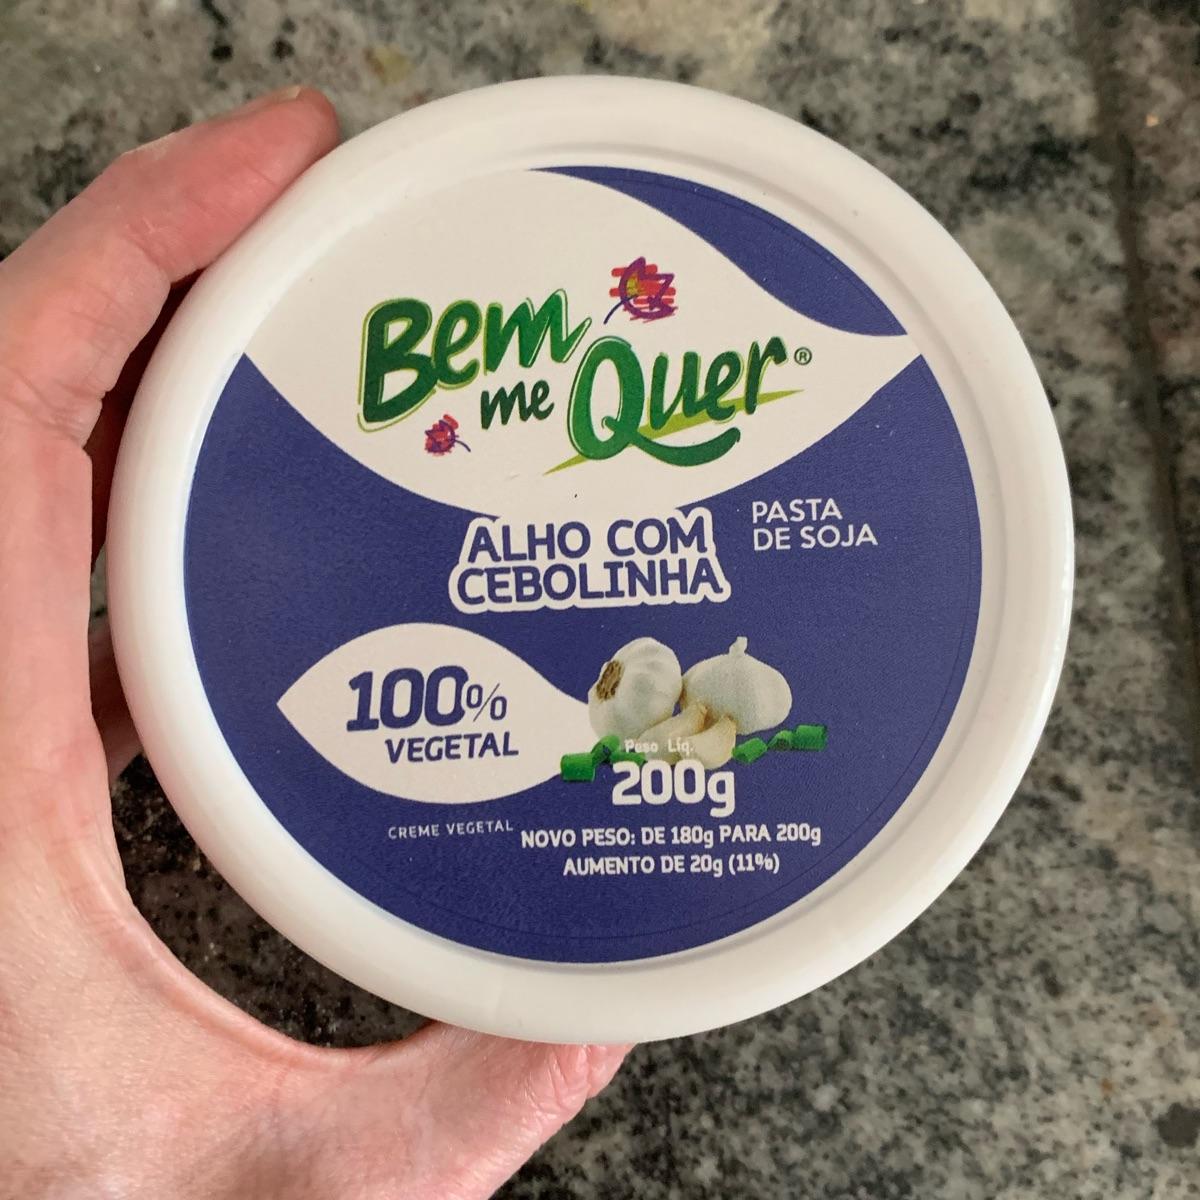 Bem
me Quer®
PASTA
DE SOJA
ALHO COM
CEBOLINHA
100%
VEGETAL
Peso Líq.
200g
CREME VEGETAL
NOVO PESO: DE 180g PARA 200g
AUMENTO DE 20g (11%)